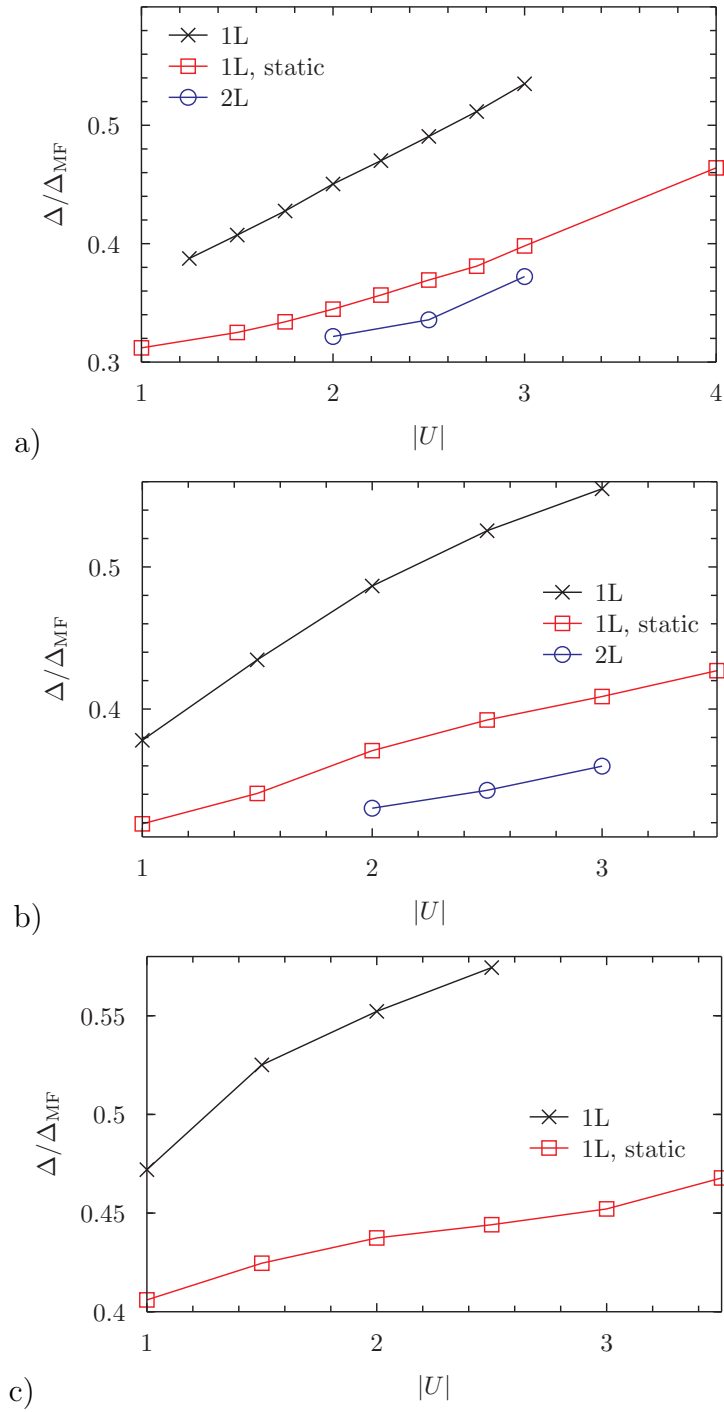 1L
1L, static
2L
0.5
0.4
0.3
Δ/Δ_MF
1 2 3 4
|U|
a)
1L
1L, static
2L
0.5
0.4
Δ/Δ_MF
1 2 3
|U|
b)
1L
1L, static
0.55
0.5
0.45
0.4
Δ/Δ_MF
1 2 3
|U|
c)